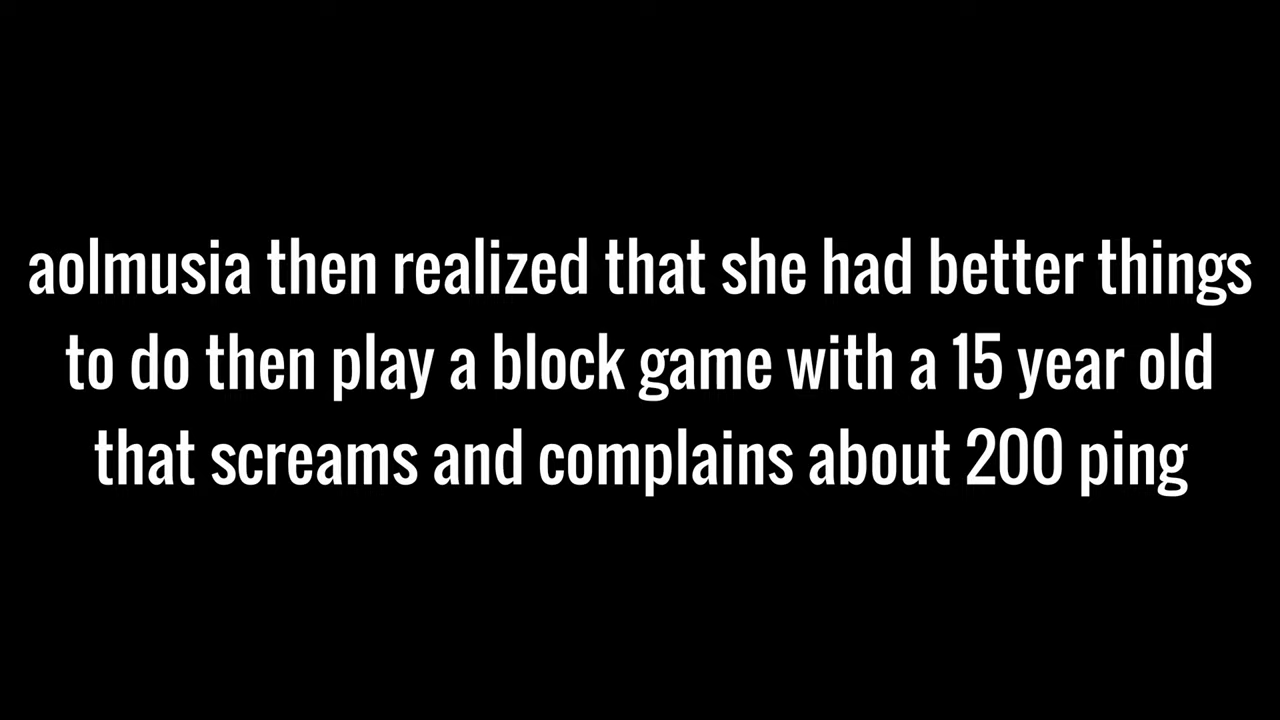 aolmusia then realized that she had better things
to do then play a block game with a 15 year old
that screams and complains about 200 ping